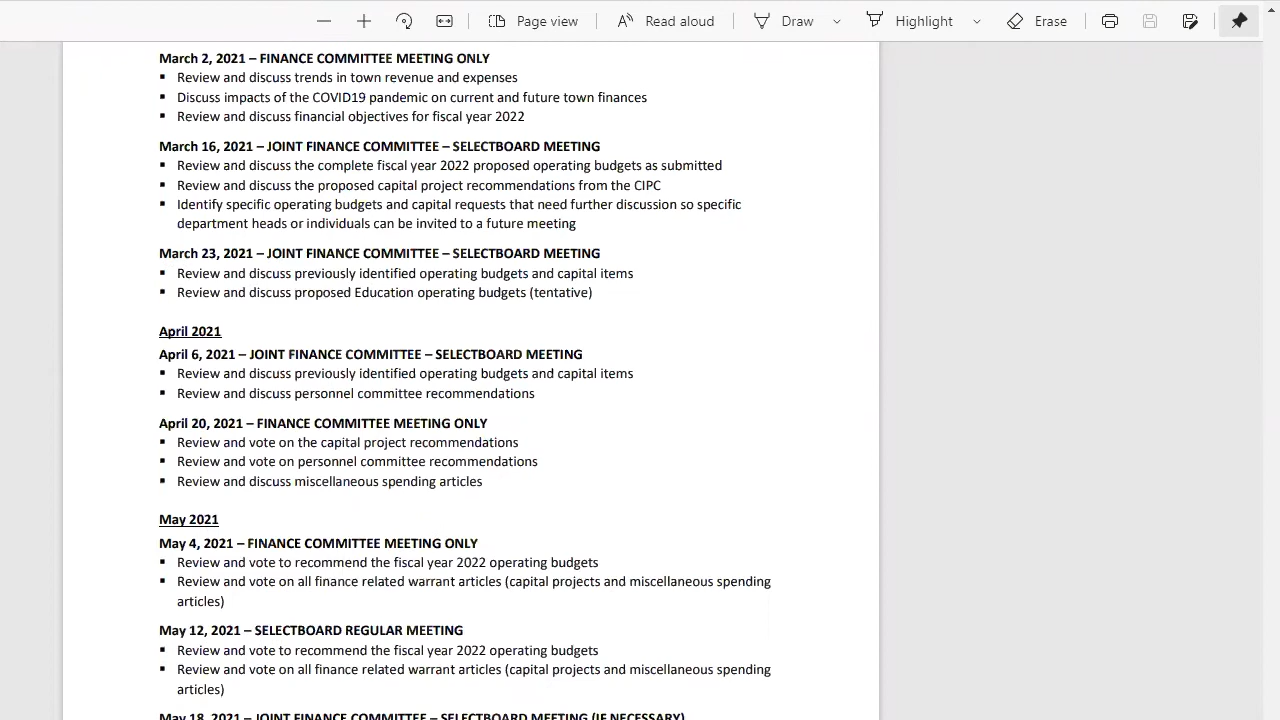 Page view
Read aloud
Draw
Highlight
Erase
March 2, 2021 – FINANCE COMMITTEE MEETING ONLY
▪ Review and discuss trends in town revenue and expenses
▪ Discuss impacts of the COVID19 pandemic on current and future town finances
▪ Review and discuss financial objectives for fiscal year 2022
March 16, 2021 – JOINT FINANCE COMMITTEE – SELECTBOARD MEETING
▪ Review and discuss the complete fiscal year 2022 proposed operating budgets as submitted
▪ Review and discuss the proposed capital project recommendations from the CIPC
▪ Identify specific operating budgets and capital requests that need further discussion so specific
department heads or individuals can be invited to a future meeting
March 23, 2021 – JOINT FINANCE COMMITTEE – SELECTBOARD MEETING
▪ Review and discuss previously identified operating budgets and capital items
▪ Review and discuss proposed Education operating budgets (tentative)
April 2021
April 6, 2021 – JOINT FINANCE COMMITTEE – SELECTBOARD MEETING
▪ Review and discuss previously identified operating budgets and capital items
▪ Review and discuss personnel committee recommendations
April 20, 2021 – FINANCE COMMITTEE MEETING ONLY
▪ Review and vote on the capital project recommendations
▪ Review and vote on personnel committee recommendations
▪ Review and discuss miscellaneous spending articles
May 2021
May 4, 2021 – FINANCE COMMITTEE MEETING ONLY
▪ Review and vote to recommend the fiscal year 2022 operating budgets
▪ Review and vote on all finance related warrant articles (capital projects and miscellaneous spending
articles)
May 12, 2021 – SELECTBOARD REGULAR MEETING
▪ Review and vote to recommend the fiscal year 2022 operating budgets
▪ Review and vote on all finance related warrant articles (capital projects and miscellaneous spending
articles)
May 18, 2021 – JOINT FINANCE COMMITTEE – SELECTBOARD MEETING (IF NECESSARY)